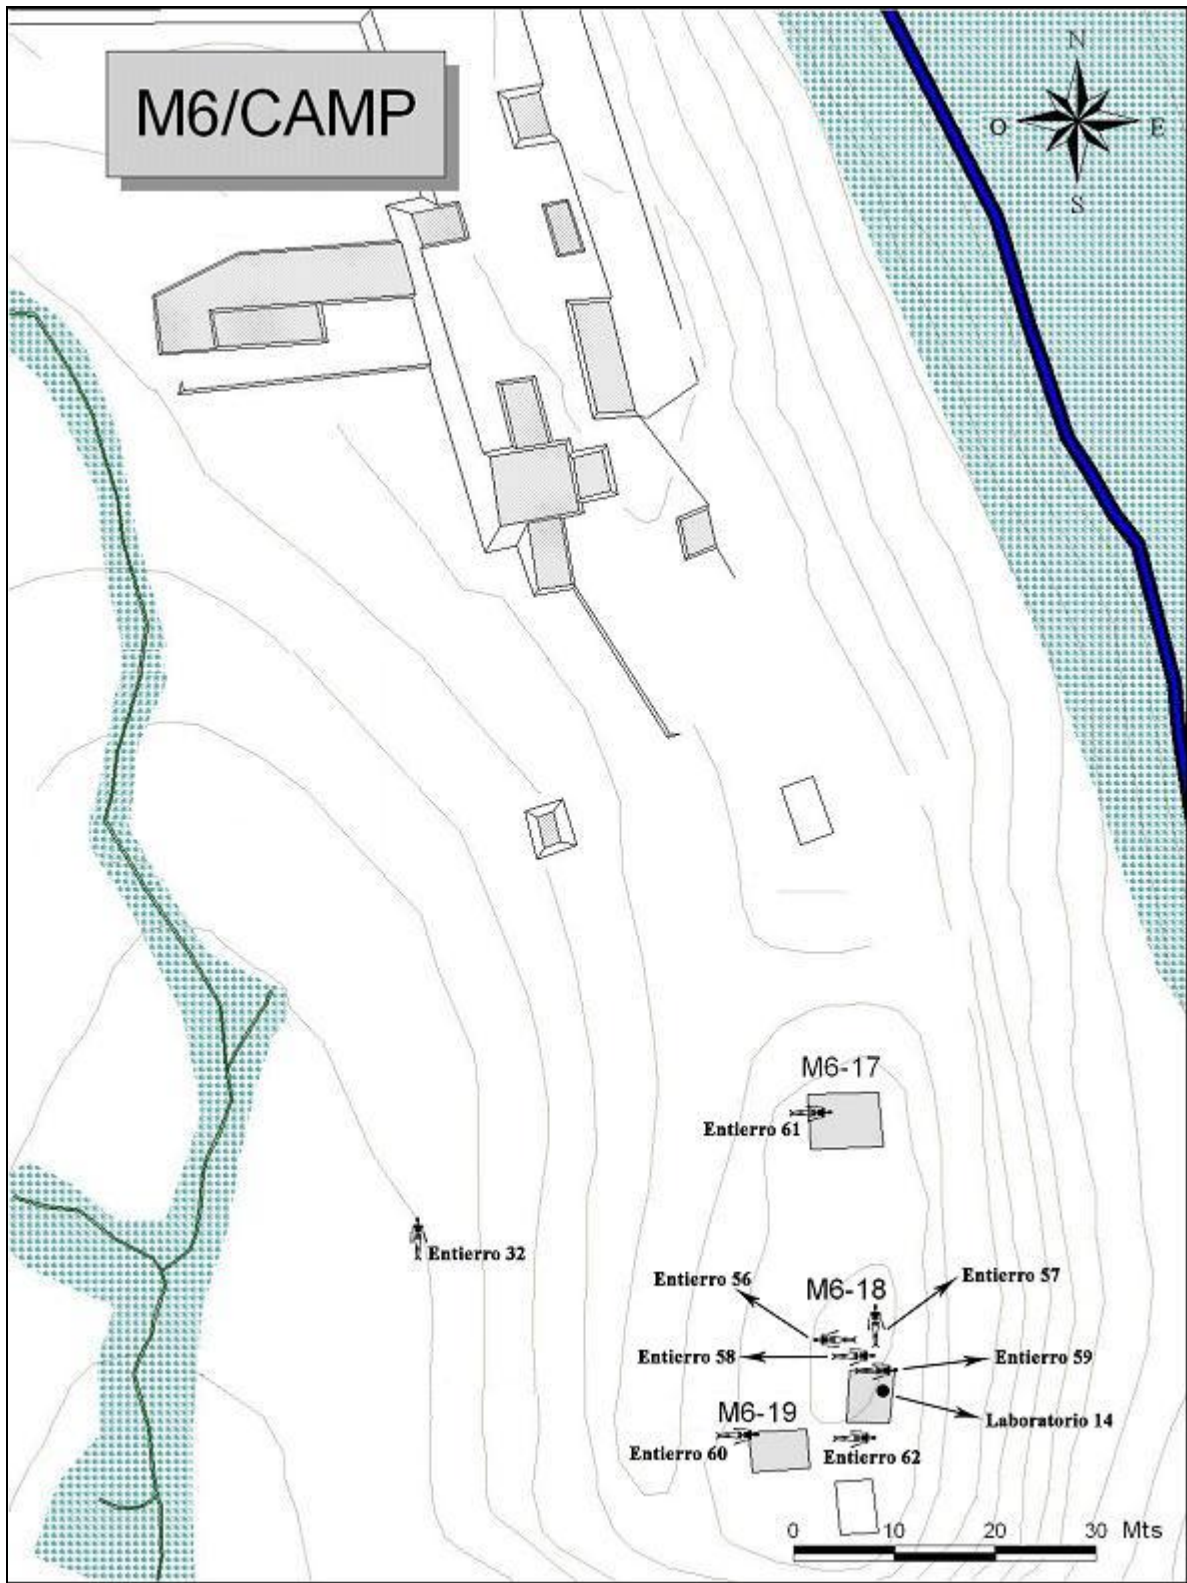 M6/CAMP
N
O
E
S
M6-17
Entierro 61
Entierro 32
Entierro 56
M6-18
Entierro 57
Entierro 58
Entierro 59
M6-19
Laboratorio 14
Entierro 60
Entierro 62
0 10 20 30 Mts